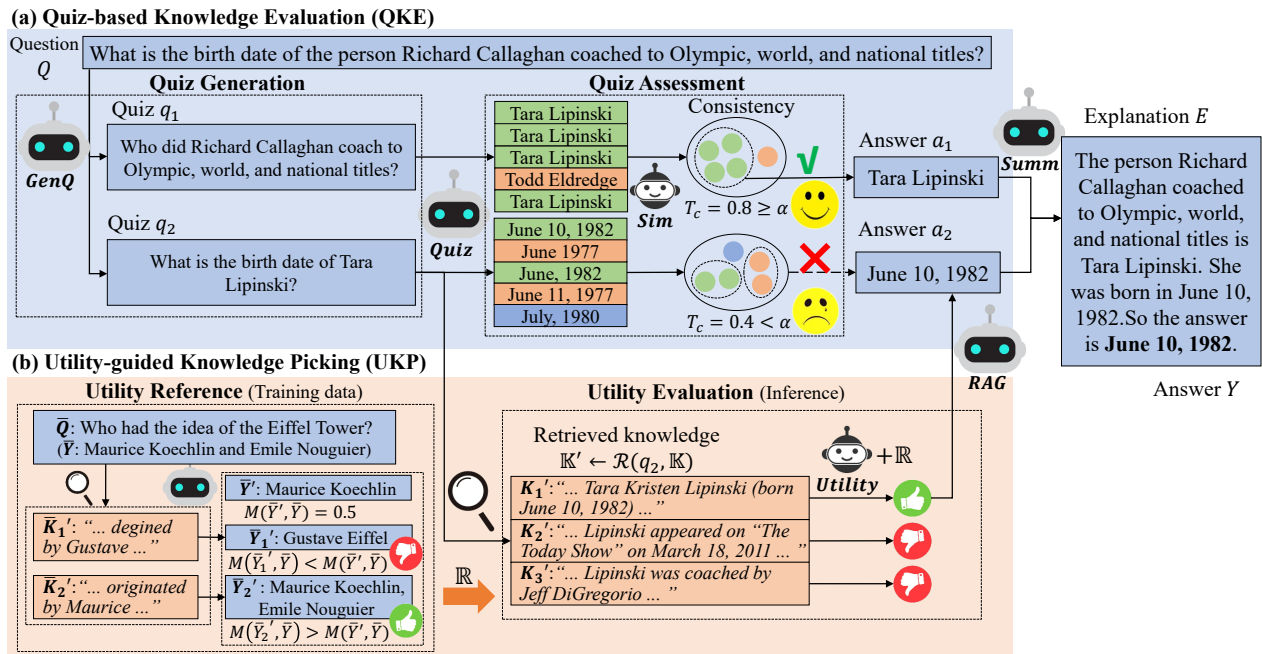 (a) Quiz-based Knowledge Evaluation (QKE)
Question
Q
What is the birth date of the person Richard Callaghan coached to Olympic, world, and national titles?
Quiz Generation
GenQ
Quiz q₁
Who did Richard Callaghan coach to
Olympic, world, and national titles?
Quiz q₂
What is the birth date of Tara
Lipinski?
Quiz
Quiz Assessment
Tara Lipinski
Tara Lipinski
Tara Lipinski
Todd Eldredge
Tara Lipinski
Sim
Consistency
T_c = 0.8 ≥ α
√
June 10, 1982
June 1977
June, 1982
June 11, 1977
July, 1980
T_c = 0.4 < α
Answer a₁
Tara Lipinski
Answer a₂
June 10, 1982
Summ
RAG
Explanation E
The person Richard
Callaghan coached
to Olympic, world,
and national titles is
Tara Lipinski. She
was born in June 10,
1982.So the answer
is June 10, 1982.
Answer Y
(b) Utility-guided Knowledge Picking (UKP)
Utility Reference (Training data)
Q̄: Who had the idea of the Eiffel Tower?
(Ȳ: Maurice Koechlin and Emile Nouguier)
Ȳ′: Maurice Koechlin
M(Ȳ′, Ȳ) = 0.5
K̄₁′: “... degined
by Gustave ...”
Ȳ₁′: Gustave Eiffel
M(Ȳ₁′, Ȳ) < M(Ȳ′, Ȳ)
K̄₂′: “... originated
by Maurice ...”
Ȳ₂′: Maurice Koechlin,
Emile Nouguier
M(Ȳ₂′, Ȳ) > M(Ȳ′, Ȳ)
ℝ
Utility Evaluation (Inference)
Retrieved knowledge
𝕂′ ← ℛ(q₂, 𝕂)
Utility
+ℝ
K₁′:“... Tara Kristen Lipinski (born
June 10, 1982) ...”
K₂′:“... Lipinski appeared on “The
Today Show” on March 18, 2011 ... ”
K₃′:“... Lipinski was coached by
Jeff DiGregorio ... ”